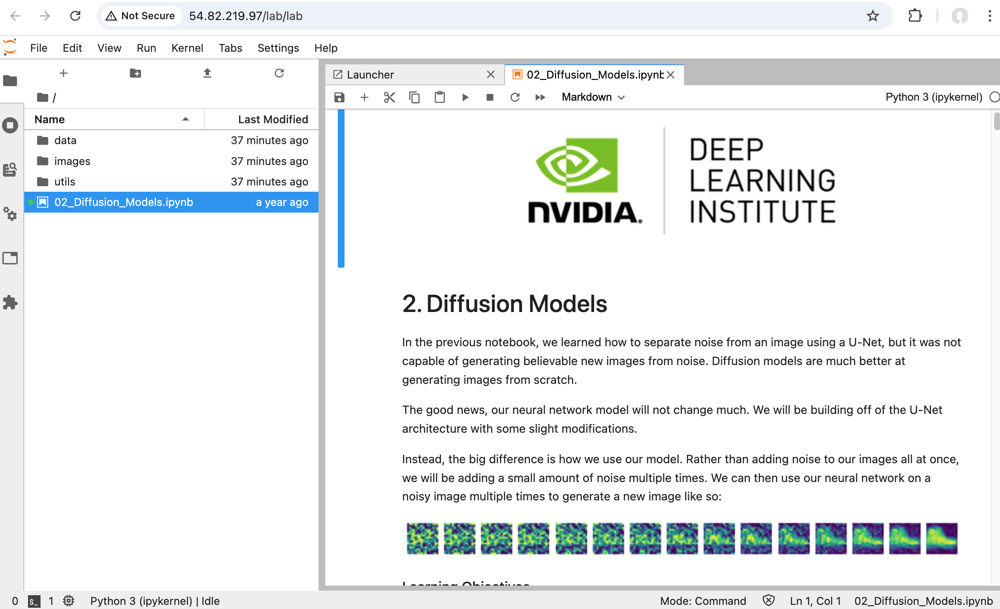 Not Secure
54.82.219.97/lab/lab
File Edit View Run Kernel Tabs Settings Help
/
Name Last Modified
data 37 minutes ago
images 37 minutes ago
utils 37 minutes ago
02_Diffusion_Models.ipynb a year ago
Launcher
02_Diffusion_Models.ipynb
Markdown
Python 3 (ipykernel)
NVIDIA.
DEEP
LEARNING
INSTITUTE
2. Diffusion Models
In the previous notebook, we learned how to separate noise from an image using a U-Net, but it was not
capable of generating believable new images from noise. Diffusion models are much better at
generating images from scratch.
The good news, our neural network model will not change much. We will be building off of the U-Net
architecture with some slight modifications.
Instead, the big difference is how we use our model. Rather than adding noise to our images all at once,
we will be adding a small amount of noise multiple times. We can then use our neural network on a
noisy image multiple times to generate a new image like so:
Learning Objectives
0 $_ 1 Python 3 (ipykernel) | Idle
Mode: Command Ln 1, Col 1 02_Diffusion_Models.ipynb